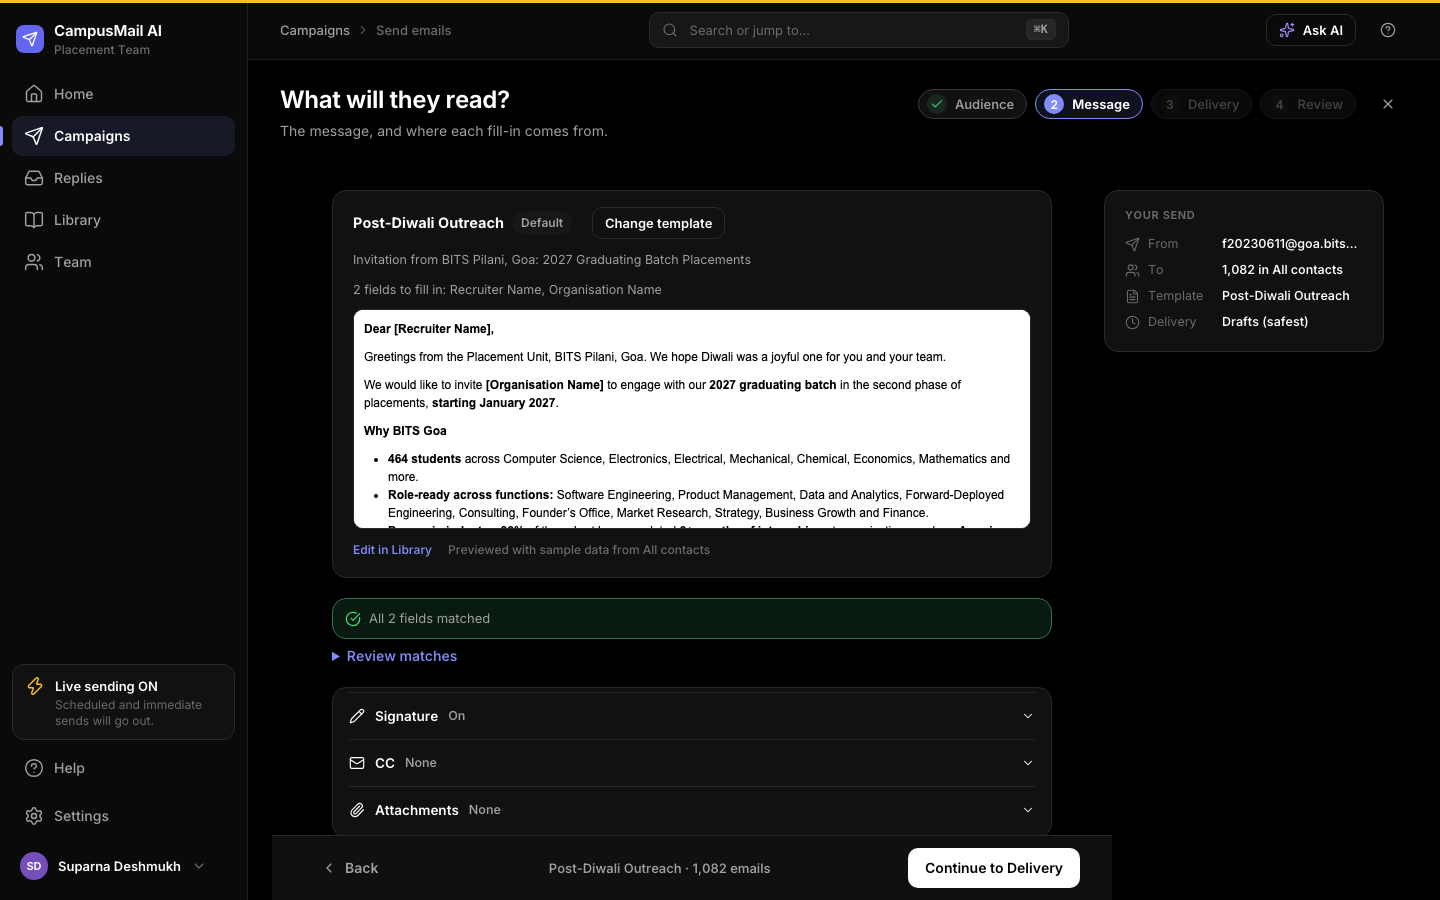 CampusMail AI
Placement Team
Home
Campaigns
Replies
Library
Team
Live sending ON
Scheduled and immediate
sends will go out.
Help
Settings
SD
Suparna Deshmukh
Campaigns
Send emails
Search or jump to...
⌘K
Ask AI
What will they read?
The message, and where each fill-in comes from.
Audience
2 Message
3 Delivery
4 Review
Post-Diwali Outreach
Default
Change template
Invitation from BITS Pilani, Goa: 2027 Graduating Batch Placements
2 fields to fill in: Recruiter Name, Organisation Name
Dear [Recruiter Name],
Greetings from the Placement Unit, BITS Pilani, Goa. We hope Diwali was a joyful one for you and your team.
We would like to invite [Organisation Name] to engage with our 2027 graduating batch in the second phase of
placements, starting January 2027.
Why BITS Goa
• 464 students across Computer Science, Electronics, Electrical, Mechanical, Chemical, Economics, Mathematics and
more.
• Role-ready across functions: Software Engineering, Product Management, Data and Analytics, Forward-Deployed
Engineering, Consulting, Founder's Office, Market Research, Strategy, Business Growth and Finance.
Edit in Library
Previewed with sample data from All contacts
All 2 fields matched
Review matches
Signature On
CC None
Attachments None
Back
Post-Diwali Outreach · 1,082 emails
Continue to Delivery
YOUR SEND
From f20230611@goa.bits...
To 1,082 in All contacts
Template Post-Diwali Outreach
Delivery Drafts (safest)